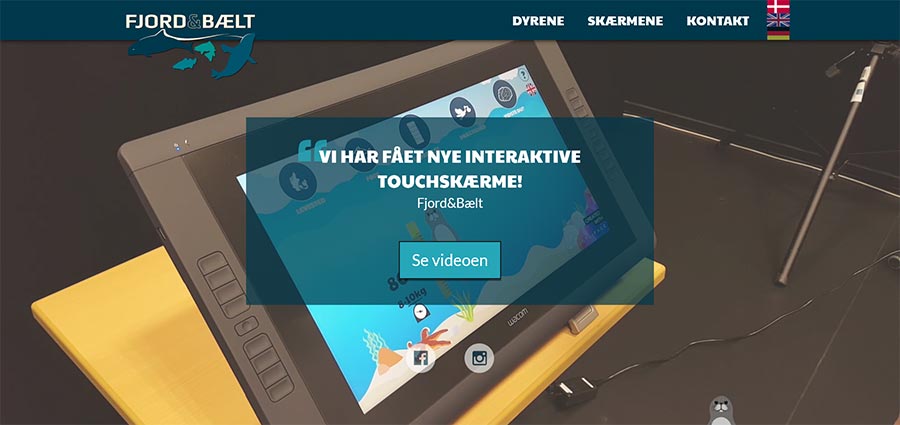 FJORD&BÆLT
DYRENE SKÆRMENE KONTAKT
“VI HAR FÅET NYE INTERAKTIVE
TOUCHSKÆRME!
Fjord&Bælt
Se videoen
8-10kg
wacom